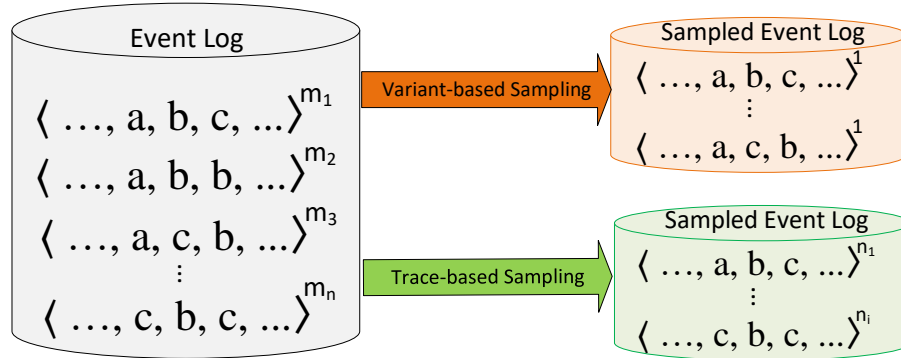 Event Log
⟨ …, a, b, c, ...⟩m1
⟨ …, a, b, b, ...⟩m2
⟨ …, a, c, b, ...⟩m3
⋮
⟨ …, c, b, c, ...⟩mn
Variant-based Sampling
Trace-based Sampling
Sampled Event Log
⟨ …, a, b, c, ...⟩1
⋮
⟨ …, a, c, b, ...⟩1
Sampled Event Log
⟨ …, a, b, c, ...⟩n1
⋮
⟨ …, c, b, c, ...⟩ni